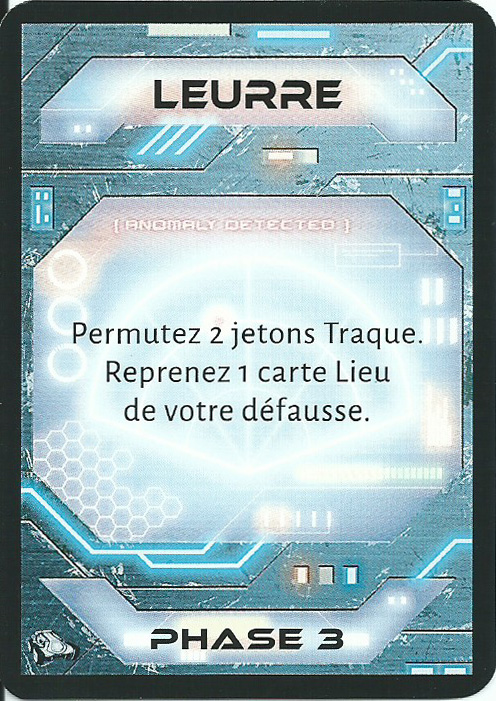 LEURRE
[ANOMALY DETECTED ]
Permutez 2 jetons Traque.
Reprenez 1 carte Lieu
de votre défausse.
PHASE 3